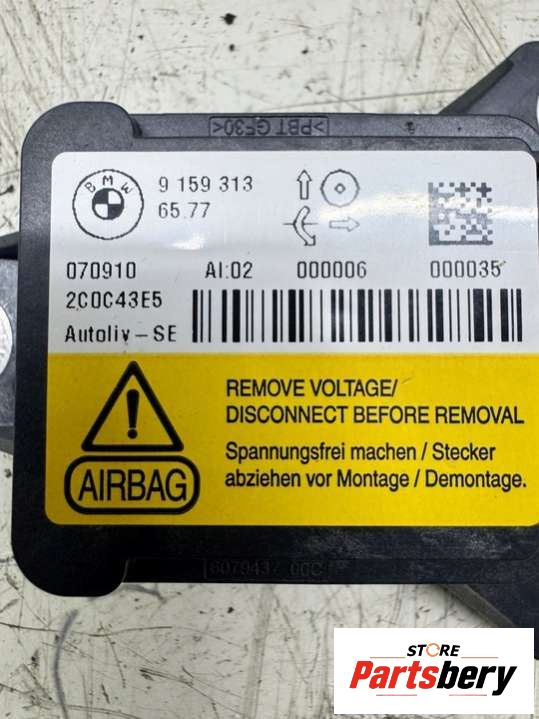 >PBT GF30<
BMW
9 159 313
65.77
070910 AI:02 000006 000035
2C0C43E5
Autoliv-SE
REMOVE VOLTAGE/
DISCONNECT BEFORE REMOVAL
Spannungsfrei machen / Stecker
abziehen vor Montage / Demontage.
AIRBAG
STORE
Partsbery